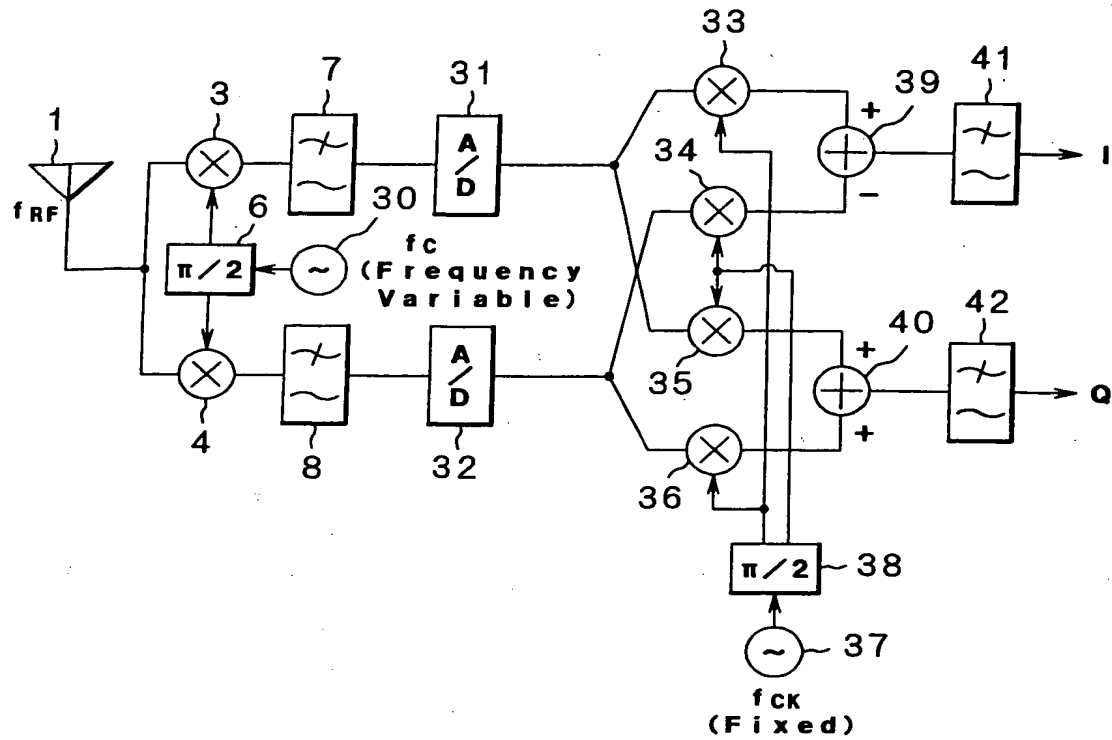 33
41
3
7
31
39
1
+
A/D
34
I
f RF
6
30
−
π/2
~
fC
(Frequency
Variable)
42
A/D
40
+
35
Q
4
+
8
32
36
π/2
38
~
37
fCK
(Fixed)